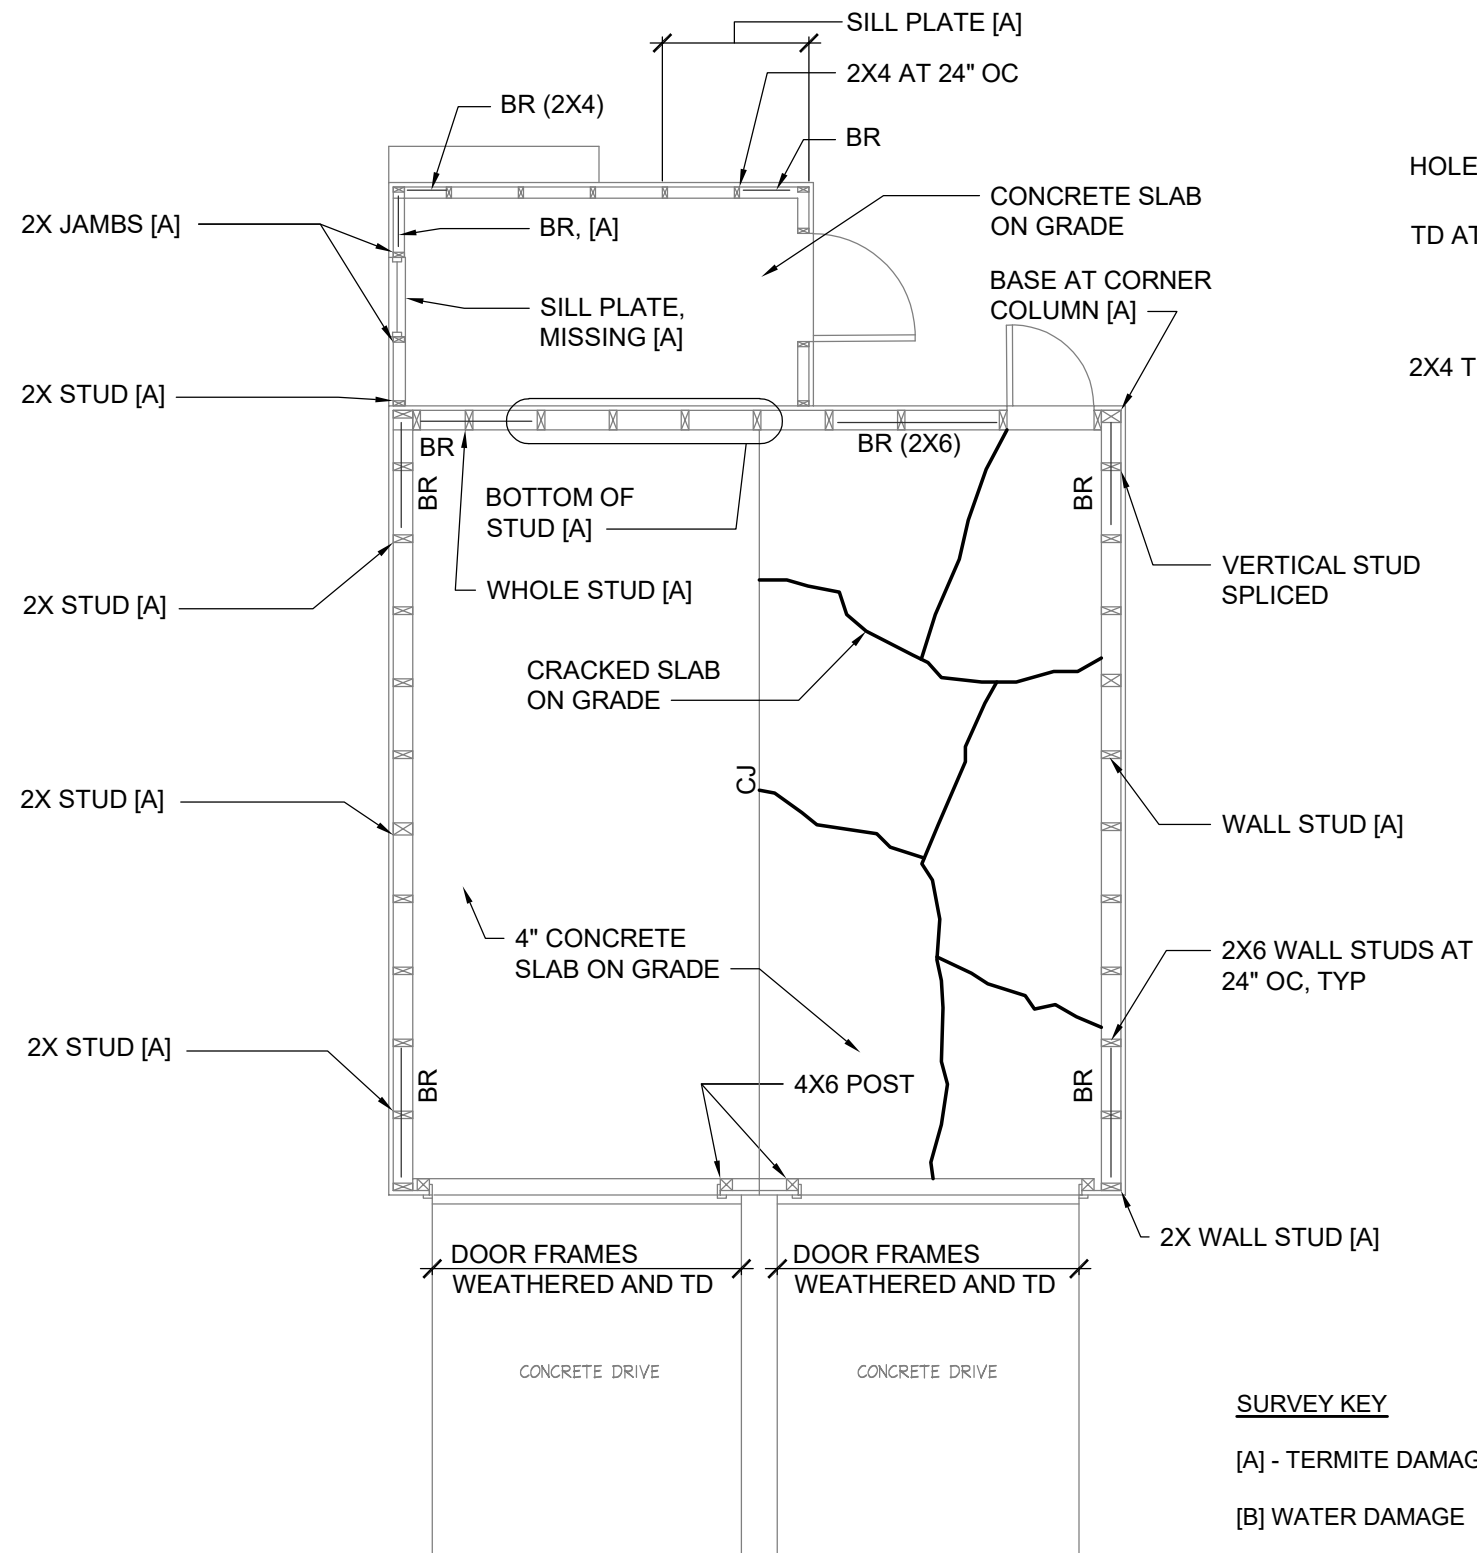 SILL PLATE [A]
2X4 AT 24" OC
BR (2X4)
BR
HOLE
CONCRETE SLAB
ON GRADE
2X JAMBS [A]
BR, [A]
TD AT
BASE AT CORNER
COLUMN [A]
SILL PLATE,
MISSING [A]
2X4 T
2X STUD [A]
BR
BR (2X6)
BR
BR
BOTTOM OF
STUD [A]
VERTICAL STUD
SPLICED
WHOLE STUD [A]
2X STUD [A]
CRACKED SLAB
ON GRADE
CJ
2X STUD [A]
WALL STUD [A]
4" CONCRETE
SLAB ON GRADE
2X6 WALL STUDS AT
24" OC, TYP
2X STUD [A]
BR
4X6 POST
BR
2X WALL STUD [A]
DOOR FRAMES
WEATHERED AND TD
DOOR FRAMES
WEATHERED AND TD
CONCRETE DRIVE
CONCRETE DRIVE
SURVEY KEY
[A] - TERMITE DAMAG
[B] WATER DAMAGE